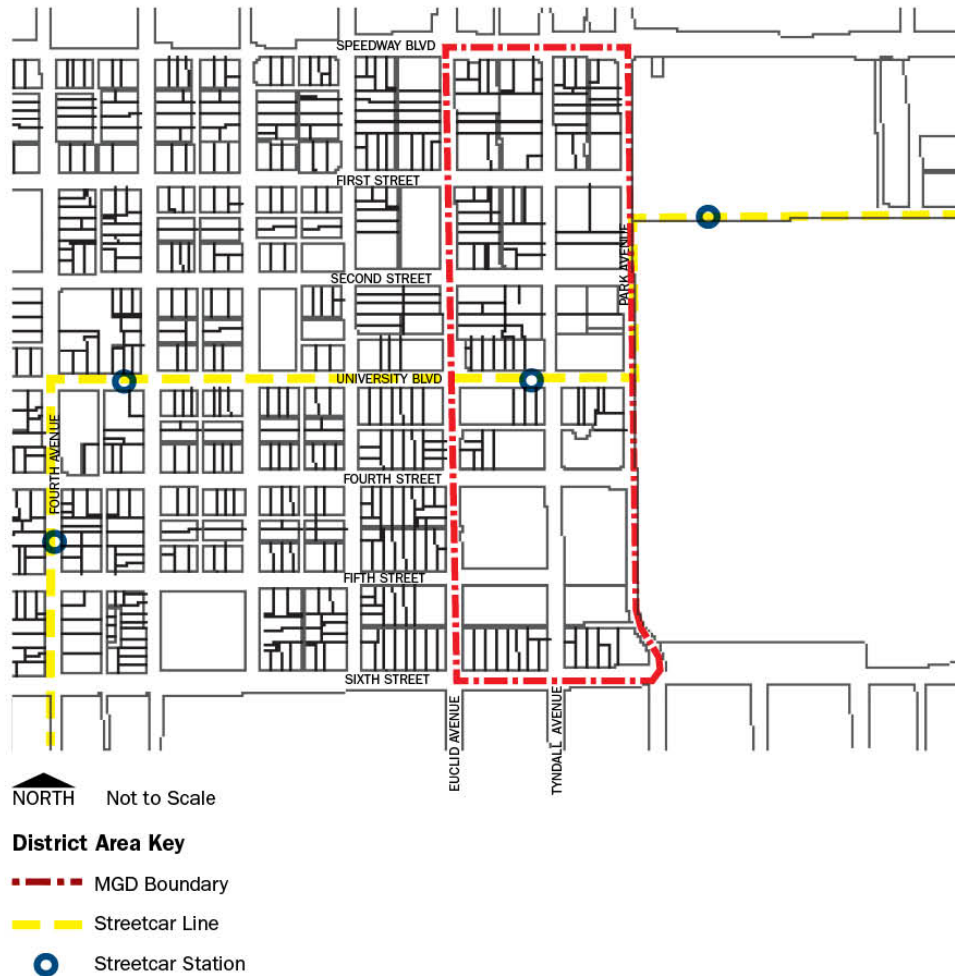 SPEEDWAY BLVD
FIRST STREET
PARK AVENUE
SECOND STREET
UNIVERSITY BLVD
FOURTH AVENUE
FOURTH STREET
FIFTH STREET
SIXTH STREET
EUCLID AVENUE
TYNDALL AVENUE
NORTH Not to Scale
District Area Key
MGD Boundary
Streetcar Line
Streetcar Station